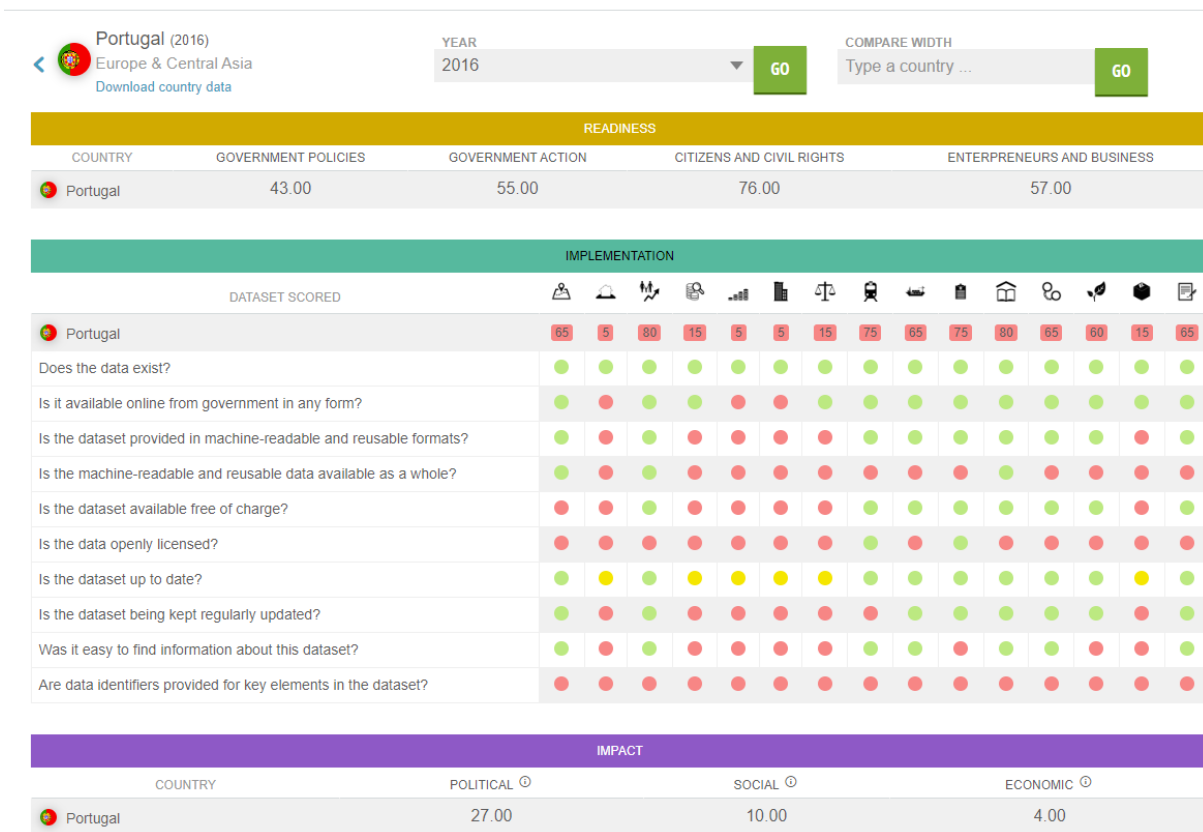 Portugal (2016)
Europe & Central Asia
Download country data
YEAR
2016
GO
COMPARE WIDTH
Type a country ...
GO
READINESS
COUNTRY GOVERNMENT POLICIES GOVERNMENT ACTION CITIZENS AND CIVIL RIGHTS ENTERPRENEURS AND BUSINESS
Portugal 43.00 55.00 76.00 57.00
IMPLEMENTATION
DATASET SCORED
Portugal 65 5 80 15 5 5 15 75 65 75 80 65 60 15 65
Does the data exist?
Is it available online from government in any form?
Is the dataset provided in machine-readable and reusable formats?
Is the machine-readable and reusable data available as a whole?
Is the dataset available free of charge?
Is the data openly licensed?
Is the dataset up to date?
Is the dataset being kept regularly updated?
Was it easy to find information about this dataset?
Are data identifiers provided for key elements in the dataset?
IMPACT
COUNTRY POLITICAL SOCIAL ECONOMIC
Portugal 27.00 10.00 4.00